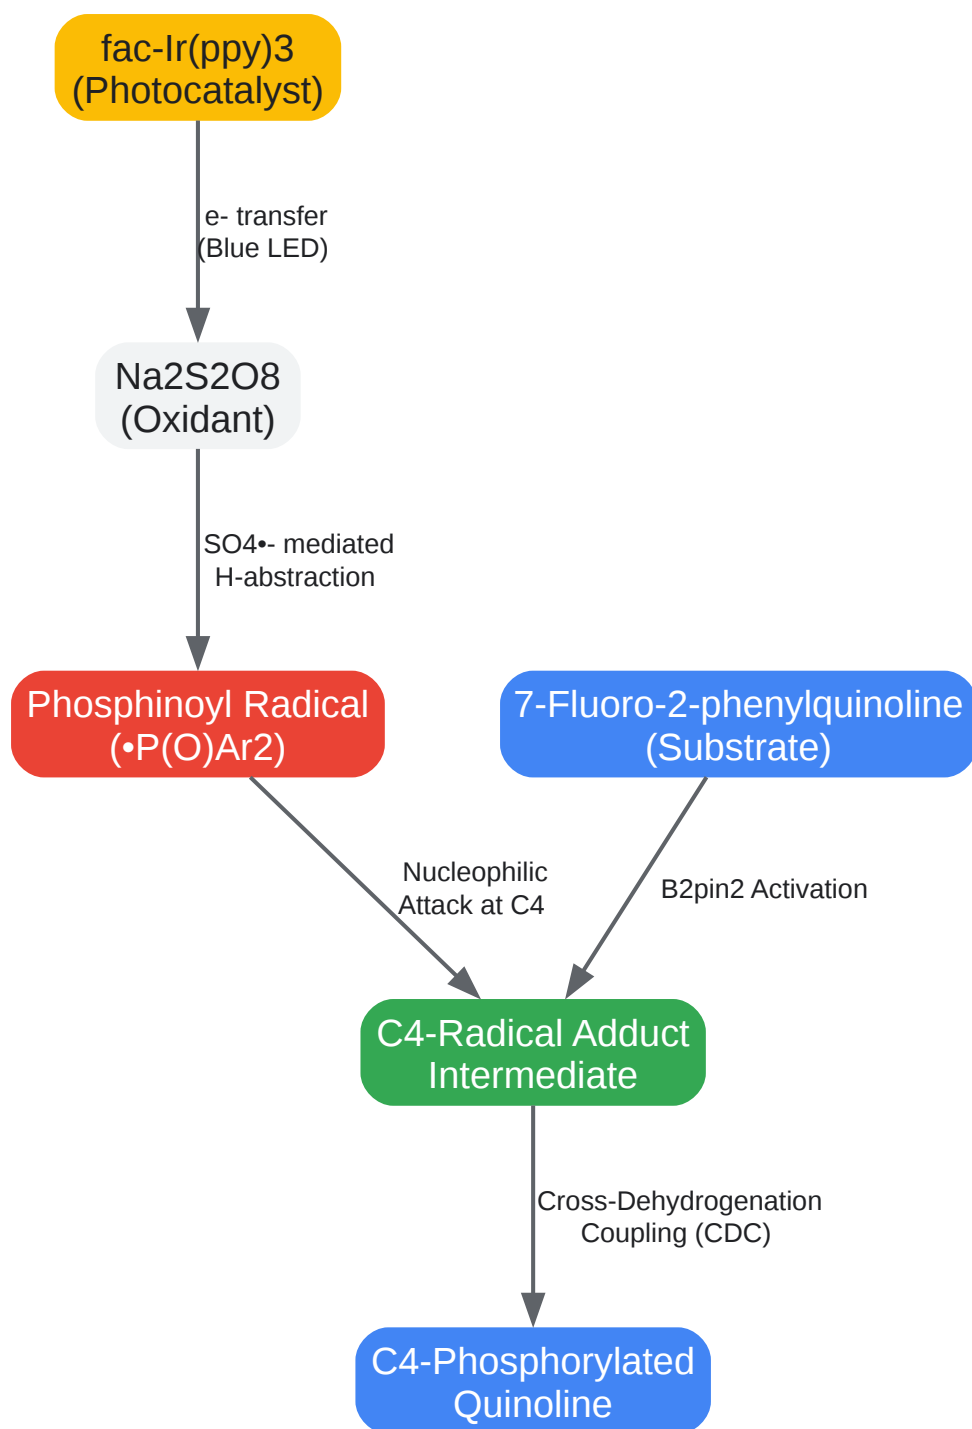 fac-Ir(ppy)3
(Photocatalyst)
e- transfer
(Blue LED)
Na2S2O8
(Oxidant)
SO4•- mediated
H-abstraction
Phosphinoyl Radical
(•P(O)Ar2)
7-Fluoro-2-phenylquinoline
(Substrate)
Nucleophilic
Attack at C4
B2pin2 Activation
C4-Radical Adduct
Intermediate
Cross-Dehydrogenation
Coupling (CDC)
C4-Phosphorylated
Quinoline